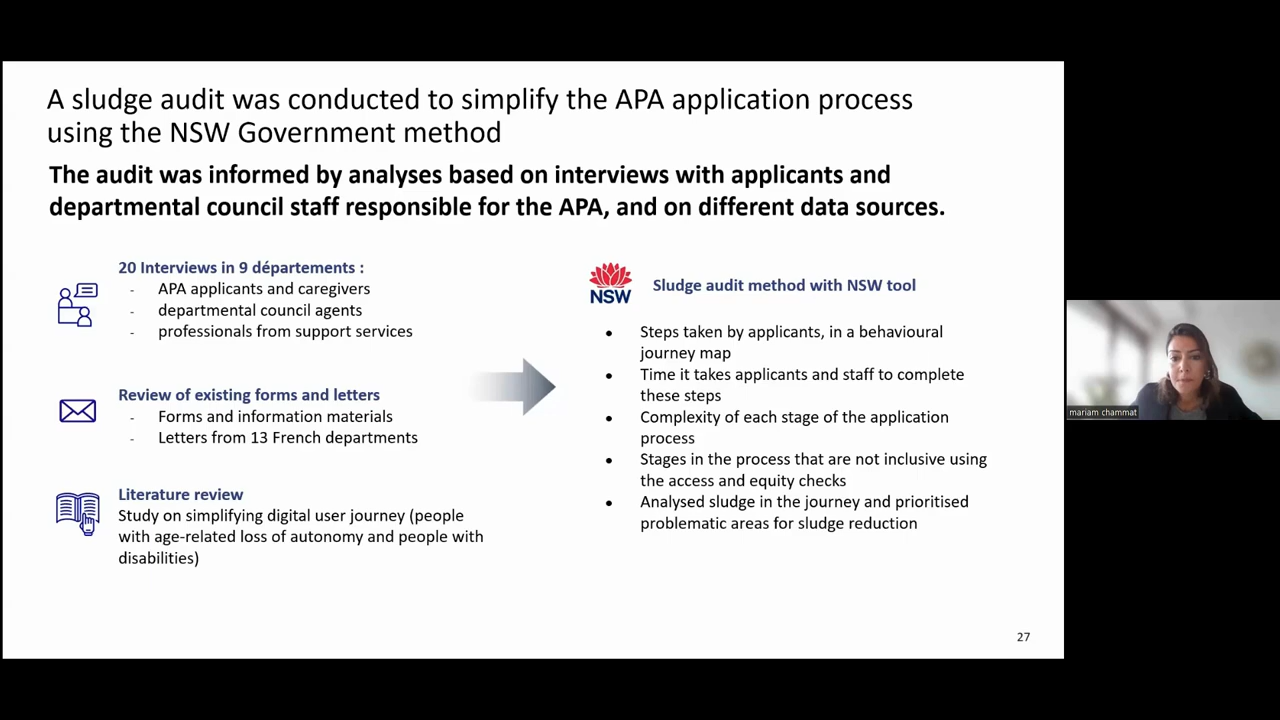 A sludge audit was conducted to simplify the APA application process
using the NSW Government method
The audit was informed by analyses based on interviews with applicants and
departmental council staff responsible for the APA, and on different data sources.
20 Interviews in 9 départements :
- APA applicants and caregivers
- departmental council agents
- professionals from support services
Review of existing forms and letters
- Forms and information materials
- Letters from 13 French departments
Literature review
Study on simplifying digital user journey (people
with age-related loss of autonomy and people with
disabilities)
NSW
Sludge audit method with NSW tool
• Steps taken by applicants, in a behavioural
journey map
• Time it takes applicants and staff to complete
these steps
• Complexity of each stage of the application
process
• Stages in the process that are not inclusive using
the access and equity checks
• Analysed sludge in the journey and prioritised
problematic areas for sludge reduction
27
mariam chammat